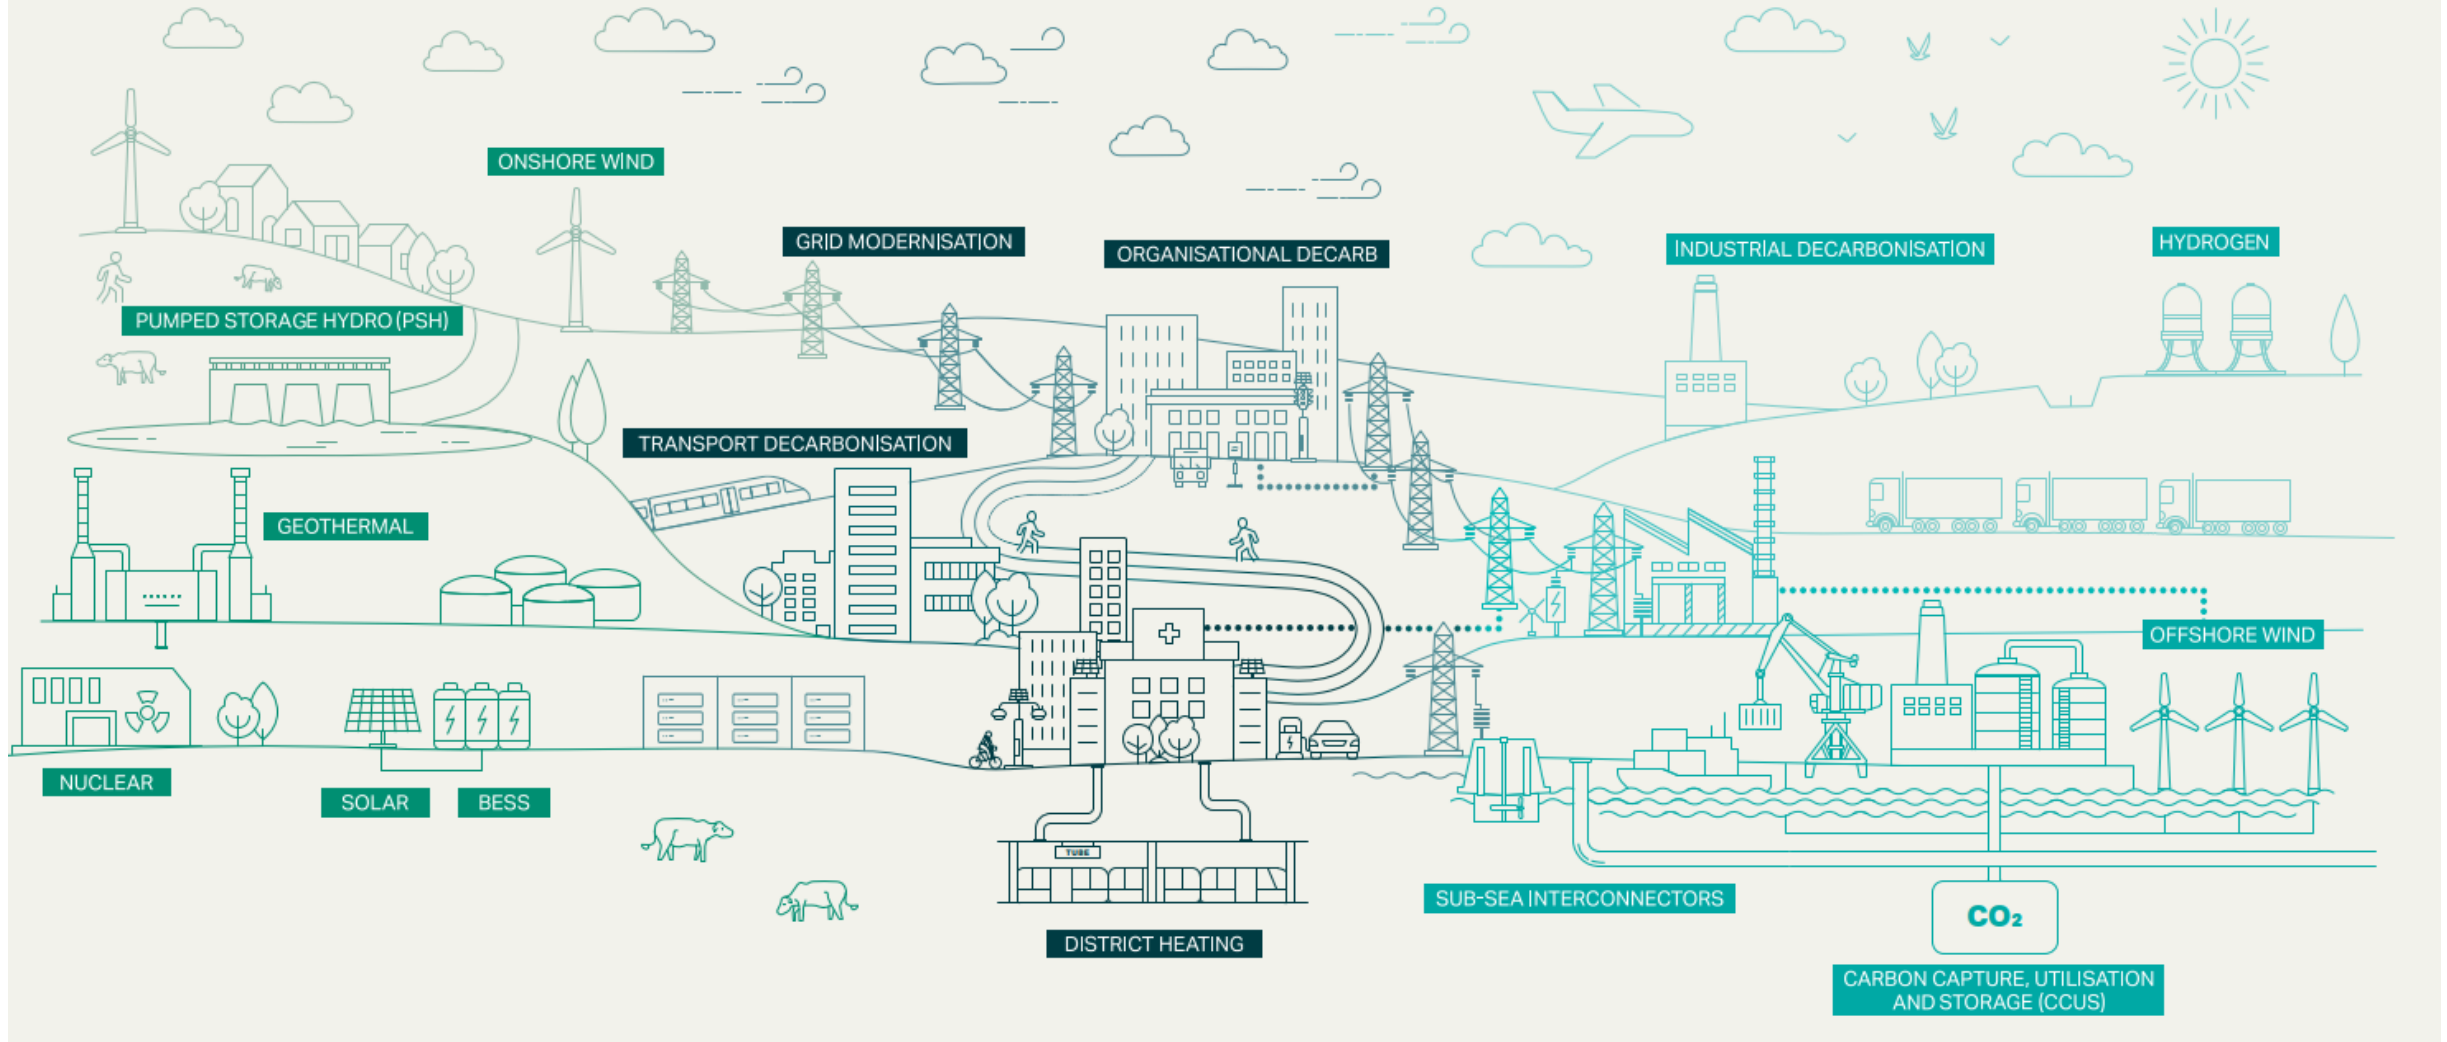 ONSHORE WIND
GRID MODERNISATION
ORGANISATIONAL DECARB
INDUSTRIAL DECARBONISATION
HYDROGEN
PUMPED STORAGE HYDRO (PSH)
TRANSPORT DECARBONISATION
GEOTHERMAL
OFFSHORE WIND
NUCLEAR
SOLAR
BESS
TUBE
SUB-SEA INTERCONNECTORS
CO₂
DISTRICT HEATING
CARBON CAPTURE, UTILISATION
AND STORAGE (CCUS)